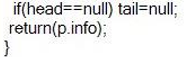 if(head==null) tail=null;
return(p.info);
}